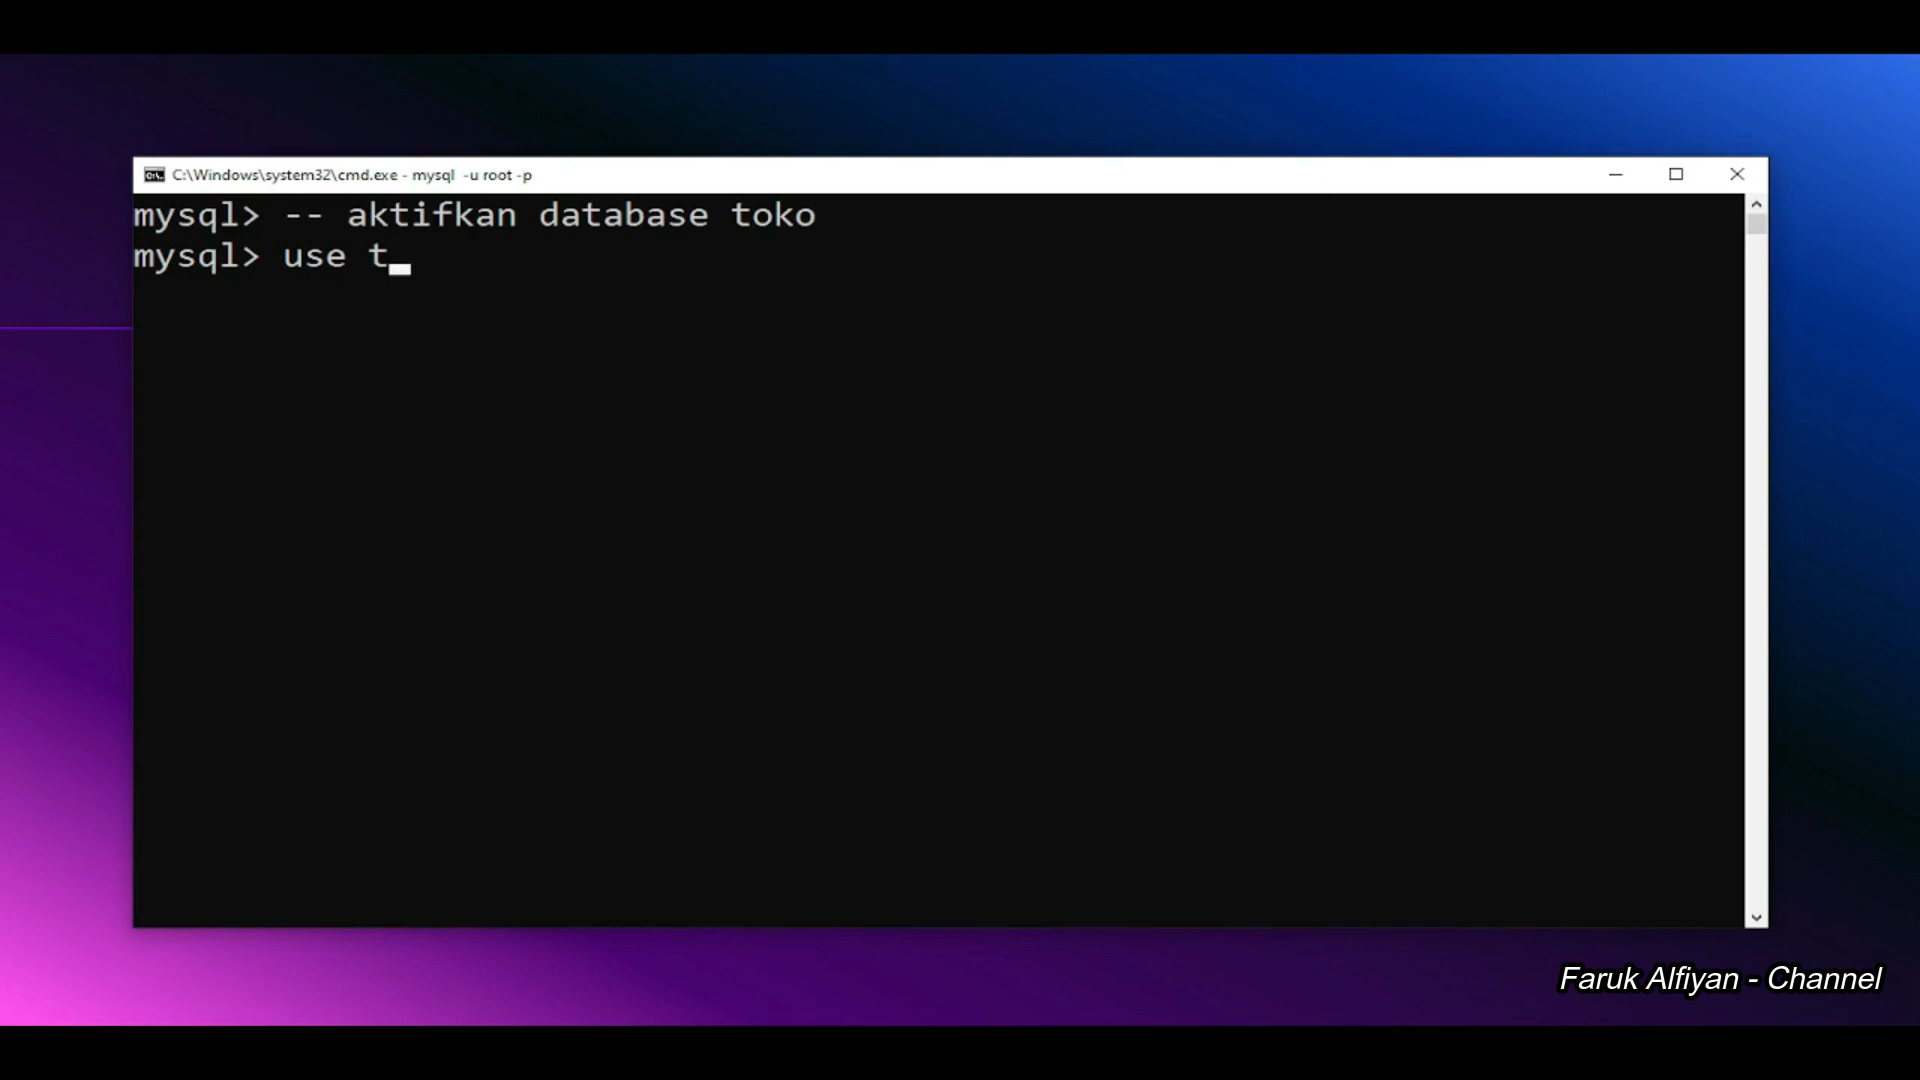 C:\Windows\system32\cmd.exe - mysql -u root -p
mysql> -- aktifkan database toko
mysql> use t
Faruk Alfiyan - Channel